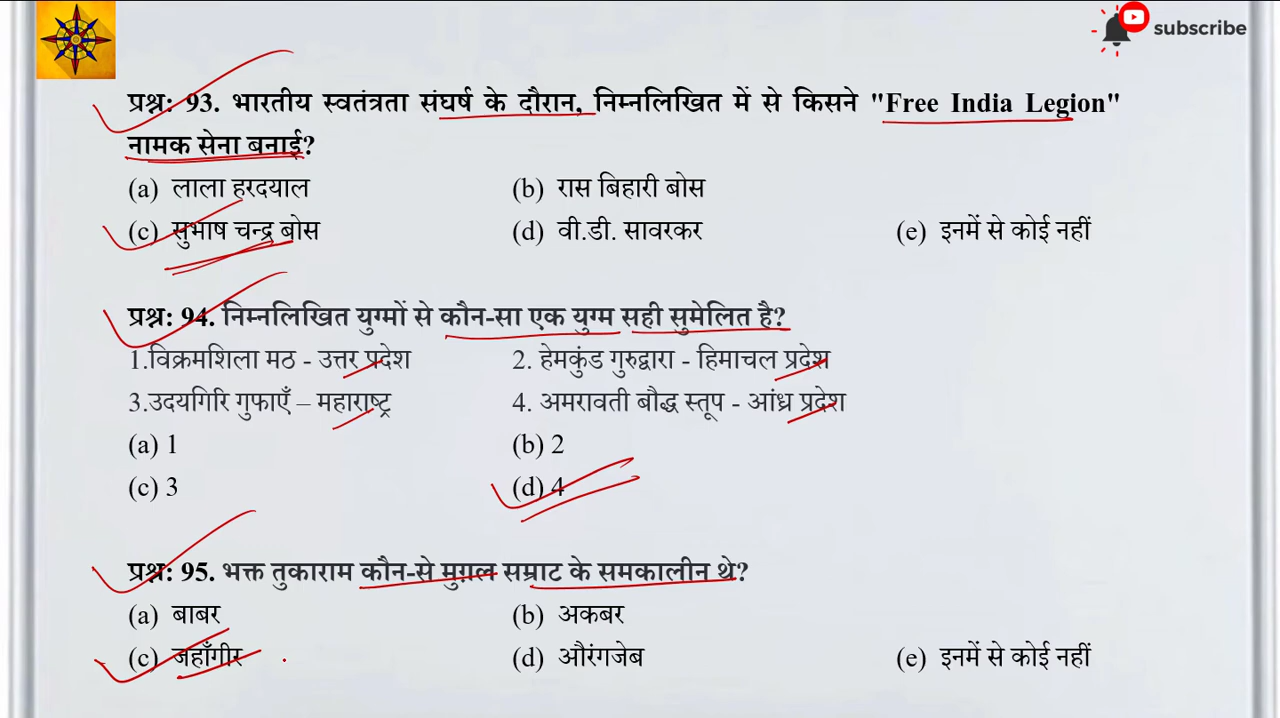 subscribe
प्रश्न: 93. भारतीय स्वतंत्रता संघर्ष के दौरान, निम्नलिखित में से किसने "Free India Legion"
नामक सेना बनाई?
(a) लाला हरदयाल (b) रास बिहारी बोस
(c) सुभाष चन्द्र बोस (d) वी.डी. सावरकर (e) इनमें से कोई नहीं
प्रश्न: 94. निम्नलिखित युग्मों से कौन-सा एक युग्म सही सुमेलित है?
1.विक्रमशिला मठ - उत्तर प्रदेश 2. हेमकुंड गुरुद्वारा - हिमाचल प्रदेश
3.उदयगिरि गुफाएँ – महाराष्ट्र 4. अमरावती बौद्ध स्तूप - आंध्र प्रदेश
(a) 1 (b) 2
(c) 3 (d) 4
प्रश्न: 95. भक्त तुकाराम कौन-से मुग़ल सम्राट के समकालीन थे?
(a) बाबर (b) अकबर
(c) जहाँगीर (d) औरंगजेब (e) इनमें से कोई नहीं